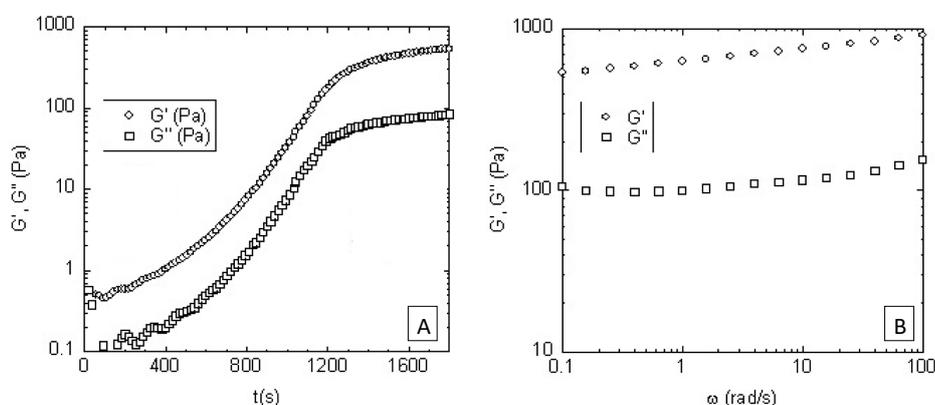 1000
100
10
1
0.1
G', G'' (Pa)
G' (Pa)
G'' (Pa)
A
0 400 800 1200 1600
t(s)
1000
100
10
G', G'' (Pa)
G'
G''
B
0.1 1 10 100
ω (rad/s)